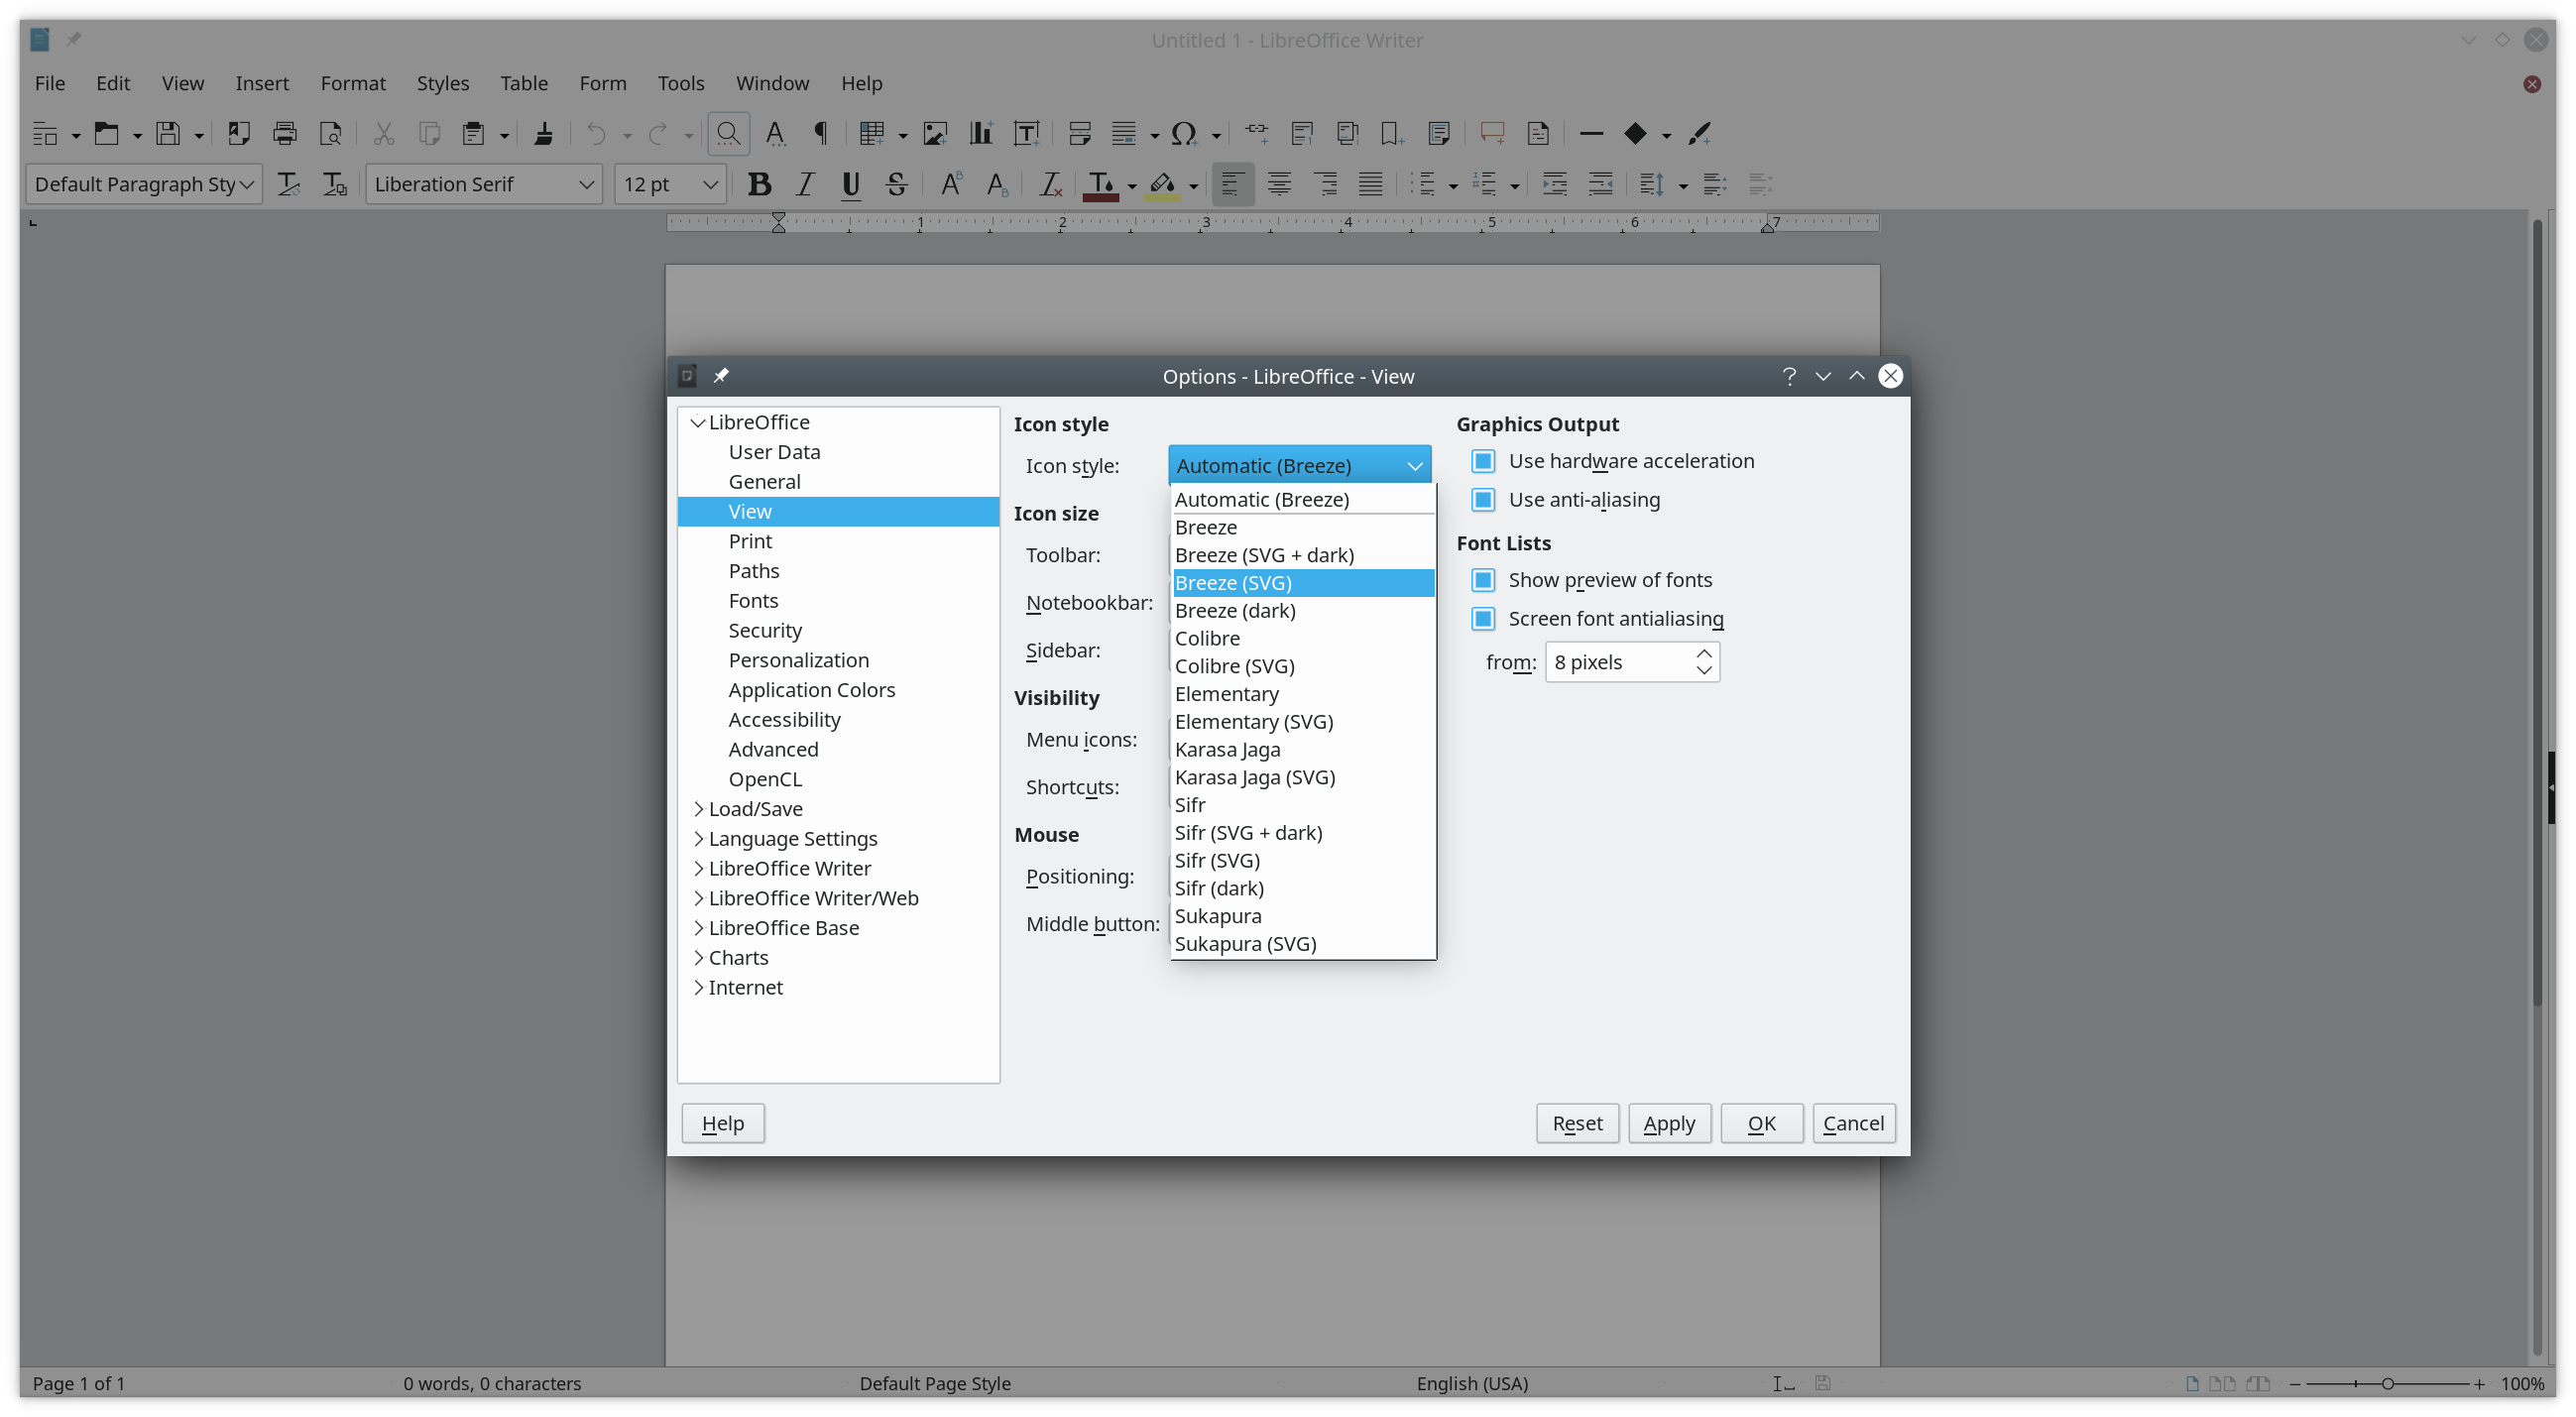 Untitled 1 - LibreOffice Writer
File Edit View Insert Format Styles Table Form Tools Window Help
Default Paragraph Sty Liberation Serif 12 pt
1 2 3 4 5 6 7
Options - LibreOffice - View
LibreOffice
User Data
General
View
Print
Paths
Fonts
Security
Personalization
Application Colors
Accessibility
Advanced
OpenCL
Load/Save
Language Settings
LibreOffice Writer
LibreOffice Writer/Web
LibreOffice Base
Charts
Internet
Icon style
Icon style: Automatic (Breeze)
Automatic (Breeze)
Breeze
Breeze (SVG + dark)
Breeze (SVG)
Breeze (dark)
Colibre
Colibre (SVG)
Elementary
Elementary (SVG)
Karasa Jaga
Karasa Jaga (SVG)
Sifr
Sifr (SVG + dark)
Sifr (SVG)
Sifr (dark)
Sukapura
Sukapura (SVG)
Icon size
Toolbar:
Notebookbar:
Sidebar:
Visibility
Menu icons:
Shortcuts:
Mouse
Positioning:
Middle button:
Graphics Output
Use hardware acceleration
Use anti-aliasing
Font Lists
Show preview of fonts
Screen font antialiasing
from: 8 pixels
Help Reset Apply OK Cancel
Page 1 of 1 0 words, 0 characters Default Page Style English (USA) 100%